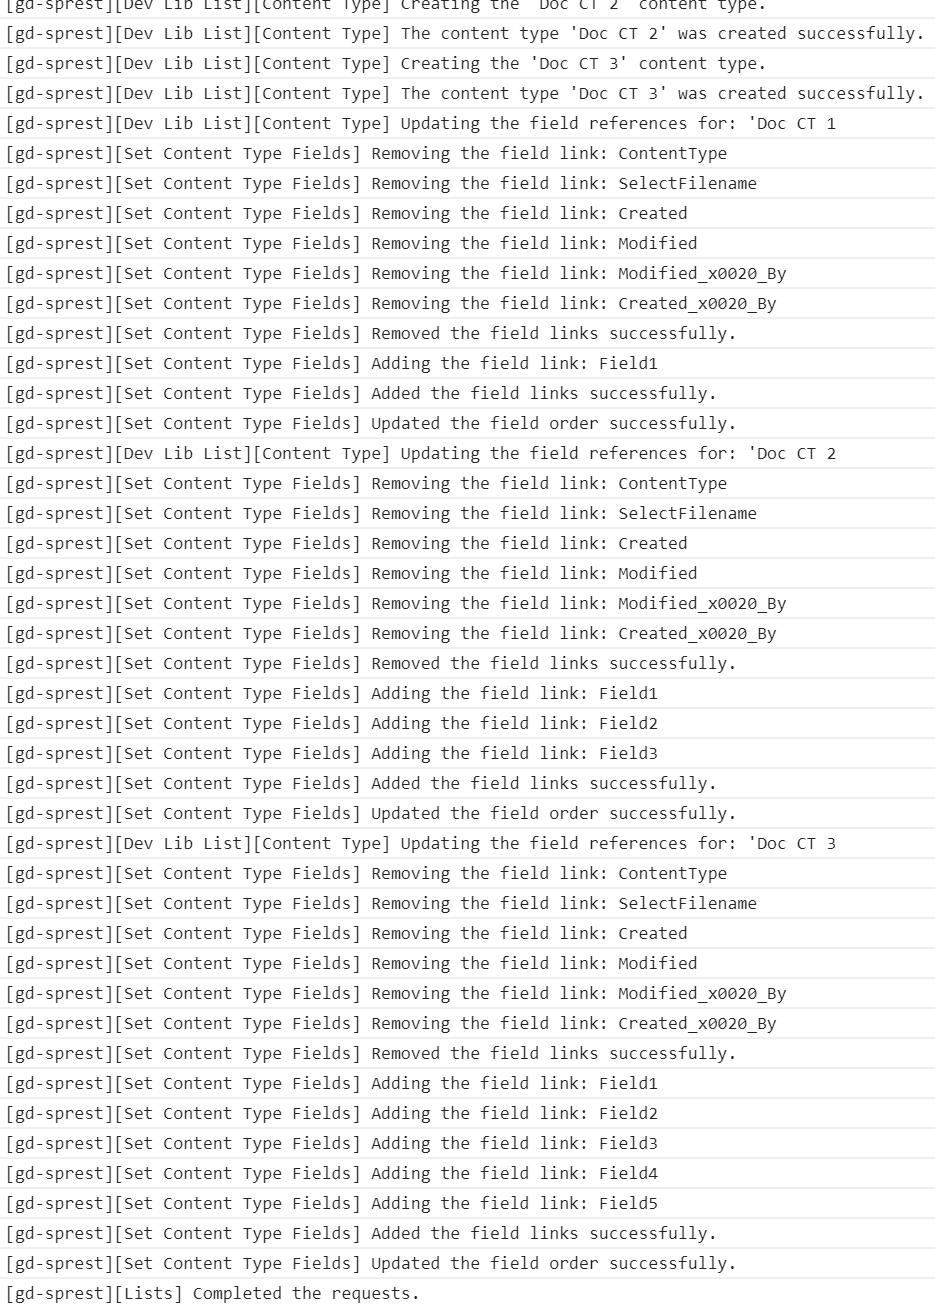 [gd-sprest][Dev Lib List][Content Type] Creating the 'Doc CT 2' content type.
[gd-sprest][Dev Lib List][Content Type] The content type 'Doc CT 2' was created successfully.
[gd-sprest][Dev Lib List][Content Type] Creating the 'Doc CT 3' content type.
[gd-sprest][Dev Lib List][Content Type] The content type 'Doc CT 3' was created successfully.
[gd-sprest][Dev Lib List][Content Type] Updating the field references for: 'Doc CT 1
[gd-sprest][Set Content Type Fields] Removing the field link: ContentType
[gd-sprest][Set Content Type Fields] Removing the field link: SelectFilename
[gd-sprest][Set Content Type Fields] Removing the field link: Created
[gd-sprest][Set Content Type Fields] Removing the field link: Modified
[gd-sprest][Set Content Type Fields] Removing the field link: Modified_x0020_By
[gd-sprest][Set Content Type Fields] Removing the field link: Created_x0020_By
[gd-sprest][Set Content Type Fields] Removed the field links successfully.
[gd-sprest][Set Content Type Fields] Adding the field link: Field1
[gd-sprest][Set Content Type Fields] Added the field links successfully.
[gd-sprest][Set Content Type Fields] Updated the field order successfully.
[gd-sprest][Dev Lib List][Content Type] Updating the field references for: 'Doc CT 2
[gd-sprest][Set Content Type Fields] Removing the field link: ContentType
[gd-sprest][Set Content Type Fields] Removing the field link: SelectFilename
[gd-sprest][Set Content Type Fields] Removing the field link: Created
[gd-sprest][Set Content Type Fields] Removing the field link: Modified
[gd-sprest][Set Content Type Fields] Removing the field link: Modified_x0020_By
[gd-sprest][Set Content Type Fields] Removing the field link: Created_x0020_By
[gd-sprest][Set Content Type Fields] Removed the field links successfully.
[gd-sprest][Set Content Type Fields] Adding the field link: Field1
[gd-sprest][Set Content Type Fields] Adding the field link: Field2
[gd-sprest][Set Content Type Fields] Adding the field link: Field3
[gd-sprest][Set Content Type Fields] Added the field links successfully.
[gd-sprest][Set Content Type Fields] Updated the field order successfully.
[gd-sprest][Dev Lib List][Content Type] Updating the field references for: 'Doc CT 3
[gd-sprest][Set Content Type Fields] Removing the field link: ContentType
[gd-sprest][Set Content Type Fields] Removing the field link: SelectFilename
[gd-sprest][Set Content Type Fields] Removing the field link: Created
[gd-sprest][Set Content Type Fields] Removing the field link: Modified
[gd-sprest][Set Content Type Fields] Removing the field link: Modified_x0020_By
[gd-sprest][Set Content Type Fields] Removing the field link: Created_x0020_By
[gd-sprest][Set Content Type Fields] Removed the field links successfully.
[gd-sprest][Set Content Type Fields] Adding the field link: Field1
[gd-sprest][Set Content Type Fields] Adding the field link: Field2
[gd-sprest][Set Content Type Fields] Adding the field link: Field3
[gd-sprest][Set Content Type Fields] Adding the field link: Field4
[gd-sprest][Set Content Type Fields] Adding the field link: Field5
[gd-sprest][Set Content Type Fields] Added the field links successfully.
[gd-sprest][Set Content Type Fields] Updated the field order successfully.
[gd-sprest][Lists] Completed the requests.